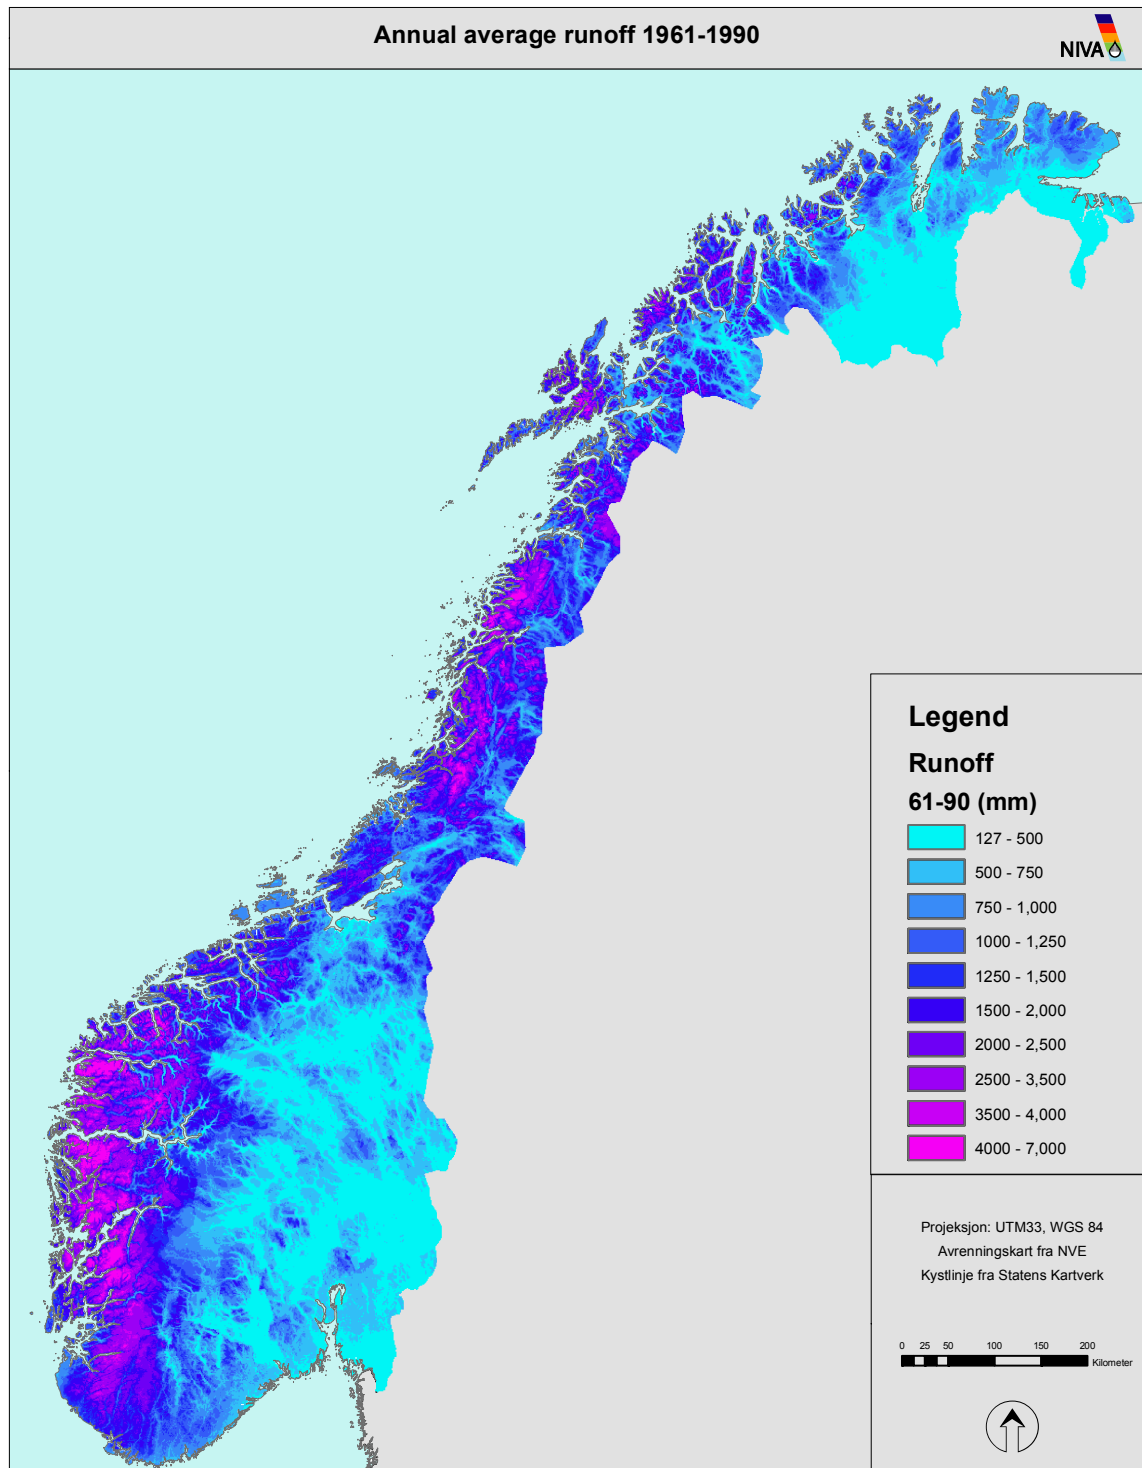 Annual average runoff 1961-1990
NIVA
Legend
Runoff
61-90 (mm)
127 - 500
500 - 750
750 - 1,000
1000 - 1,250
1250 - 1,500
1500 - 2,000
2000 - 2,500
2500 - 3,500
3500 - 4,000
4000 - 7,000
Projeksjon: UTM33, WGS 84
Avrenningskart fra NVE
Kystlinje fra Statens Kartverk
0 25 50 100 150 200
Kilometer